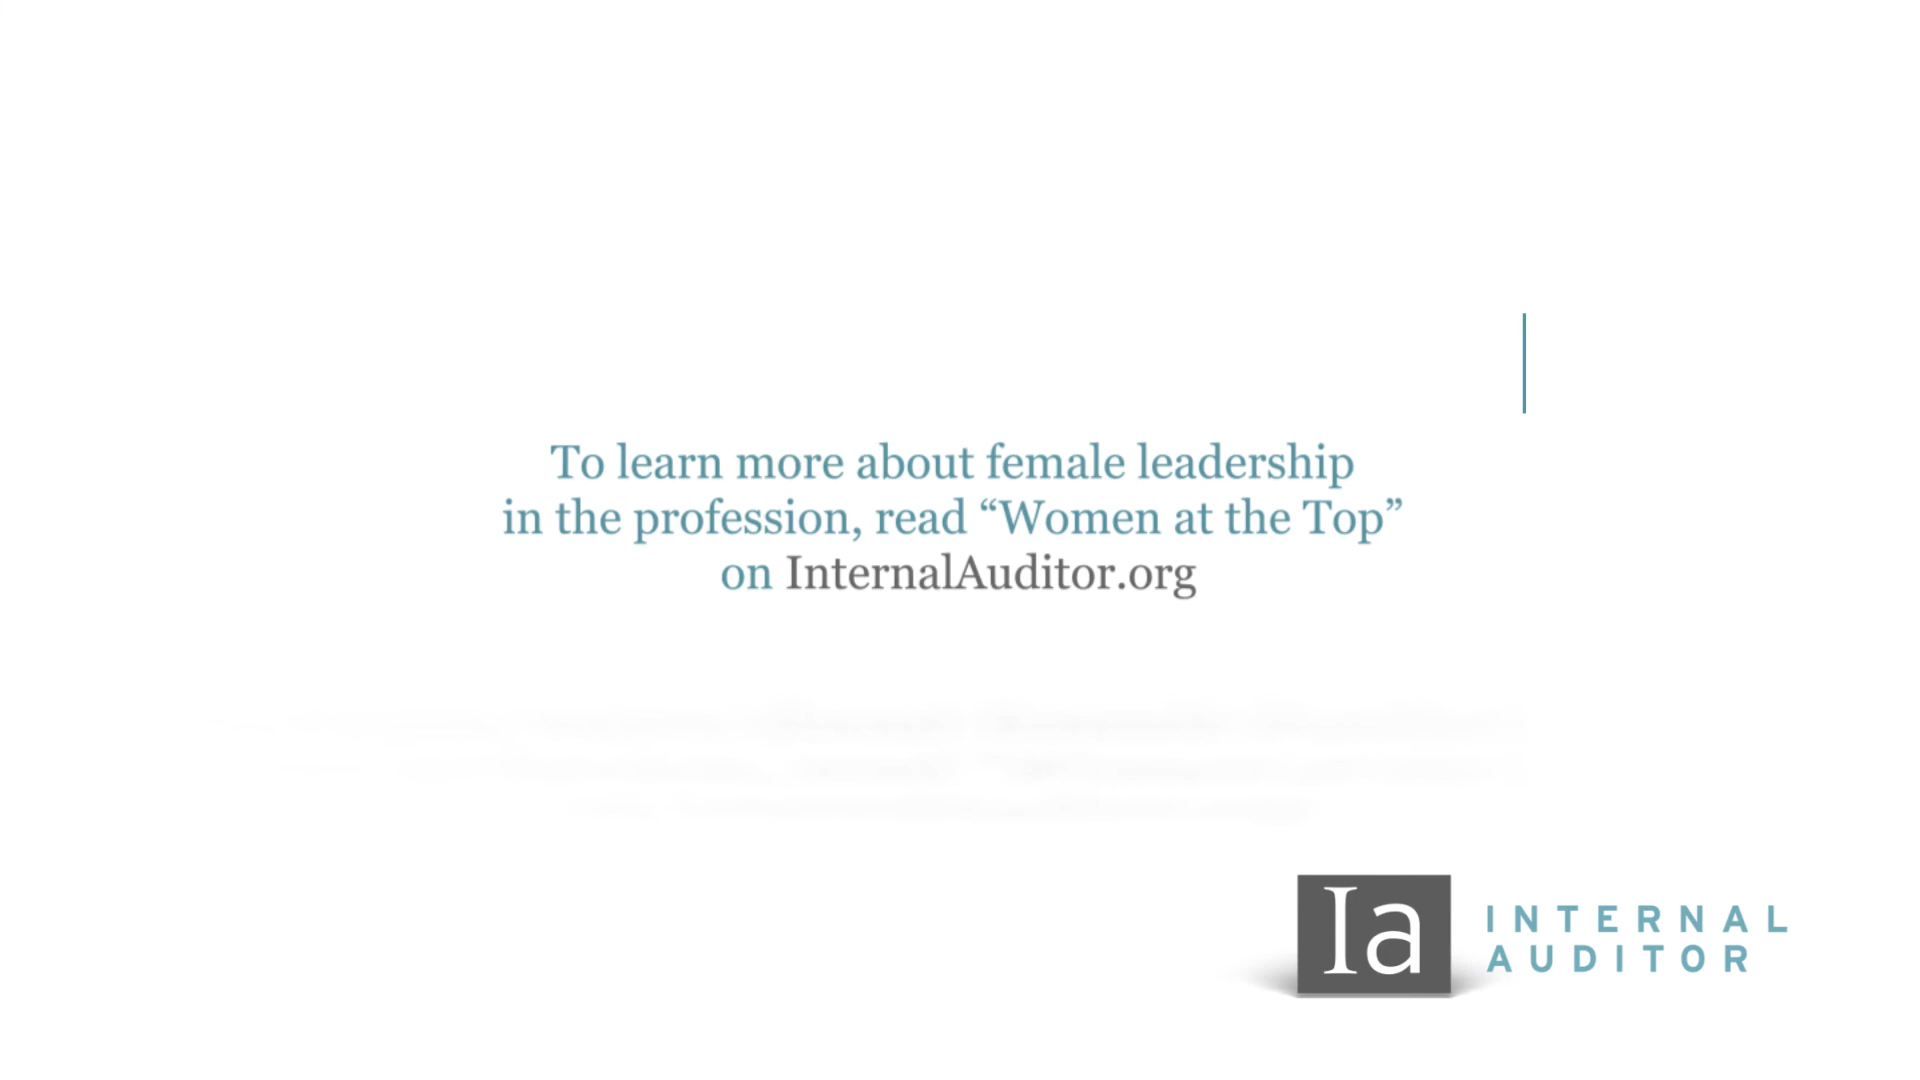 To learn more about female leadership
in the profession, read “Women at the Top”
on InternalAuditor.org
Ia
INTERNAL
AUDITOR